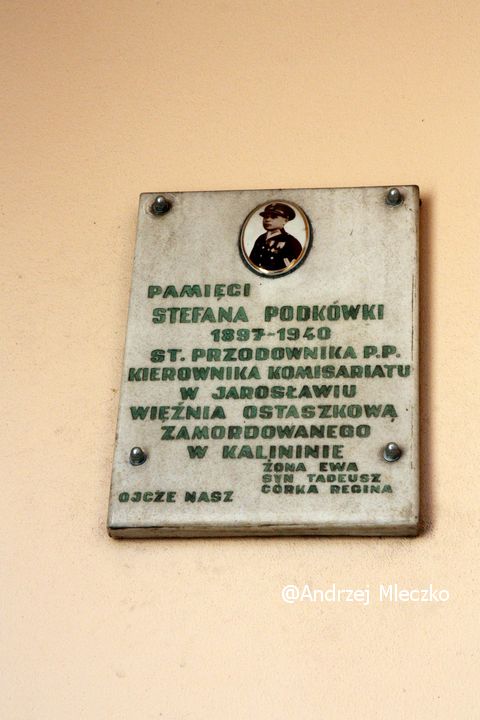 PAMIĘCI
STEFANA PODKÓWKI
1897-1940
ST. PRZODOWNIKA P.P.
KIEROWNIKA KOMISARIATU
W JAROSŁAWIU
WIĘŹNIA OSTASZKOWA
ZAMORDOWANEGO
W KALININIE
ŻONA EWA
SYN TADEUSZ
CÓRKA REGINA
OJCZE NASZ
@Andrzej Mleczko